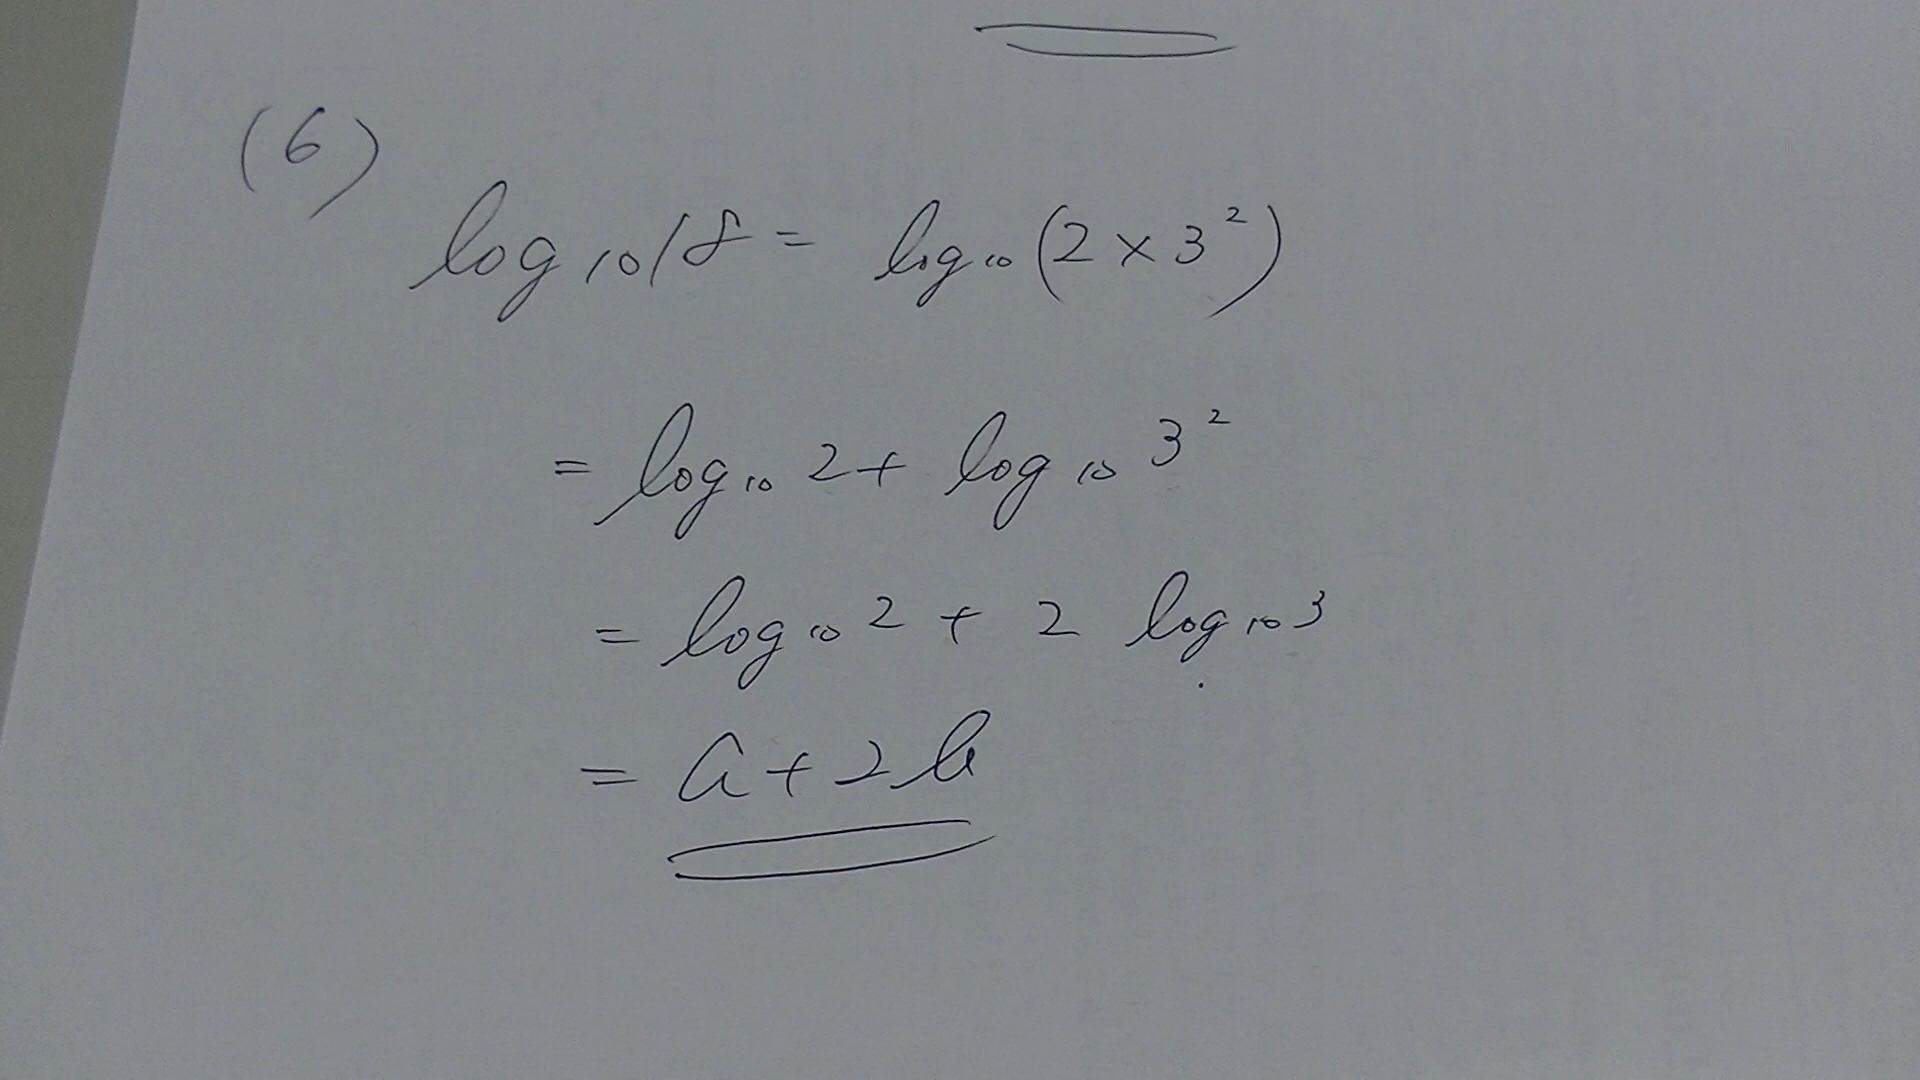 (6)
log₁₀18 = log₁₀(2×3²)
= log₁₀2 + log₁₀3²
= log₁₀2 + 2 log₁₀3
= a+2b